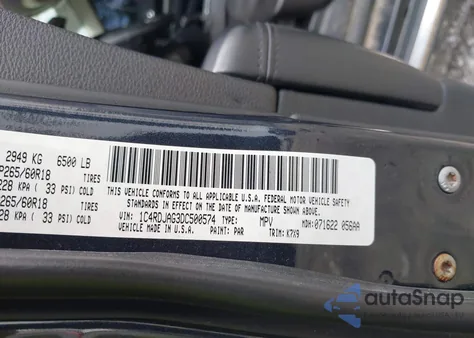 2949 KG 6500 LB
P265/60R18 TIRES
228 KPA ( 33 PSI) COLD
265/60R18 TIRES
228 KPA ( 33 PSI) COLD
THIS VEHICLE CONFORMS TO ALL APPLICABLE U.S.A. FEDERAL MOTOR VEHICLE SAFETY
STANDARDS IN EFFECT ON THE DATE OF MANUFACTURE SHOWN ABOVE.
VIN: 1C4RDJAG3DC500574 TYPE: MPV MDH: 071622 056AA
VEHICLE MADE IN U.S.A. PAINT: PAR TRIM: K7X9
autoSnap